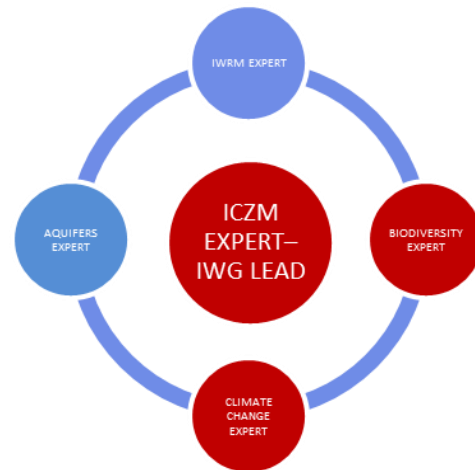 IWRM EXPERT
AQUIFERS
EXPERT
ICZM
EXPERT–
IWG LEAD
BIODIVERSITY
EXPERT
CLIMATE
CHANGE
EXPERT